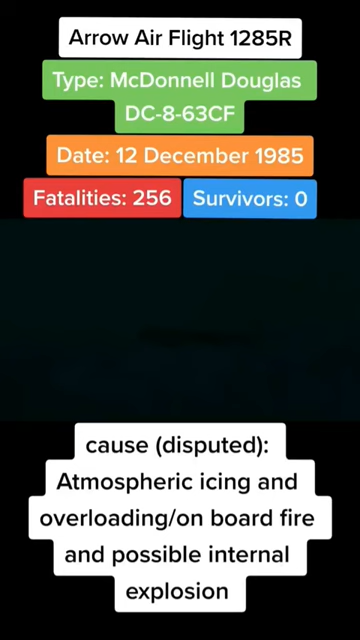 Arrow Air Flight 1285R
Type: McDonnell Douglas
DC-8-63CF
Date: 12 December 1985
Fatalities: 256
Survivors: 0
cause (disputed):
Atmospheric icing and
overloading/on board fire
and possible internal
explosion